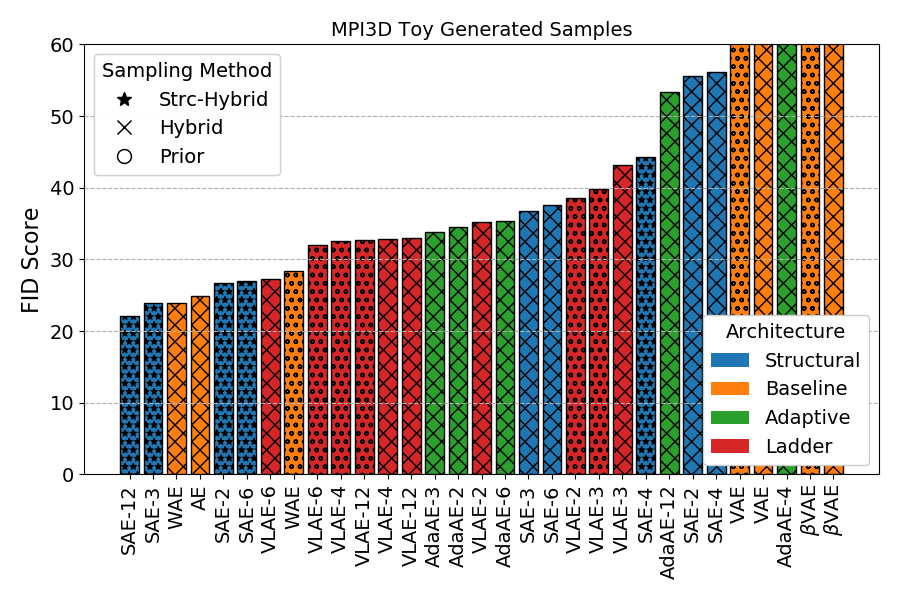 MPI3D Toy Generated Samples
FID Score
60
50
40
30
20
10
0
Sampling Method
Strc-Hybrid
Hybrid
Prior
Architecture
Structural
Baseline
Adaptive
Ladder
SAE-12
SAE-3
WAE
AE
SAE-2
SAE-6
VLAE-6
WAE
VLAE-6
VLAE-4
VLAE-12
VLAE-4
VLAE-12
AdaAE-3
AdaAE-2
VLAE-2
AdaAE-6
SAE-3
SAE-6
VLAE-2
VLAE-3
VLAE-3
SAE-4
AdaAE-12
SAE-2
SAE-4
VAE
VAE
AdaAE-4
βVAE
βVAE